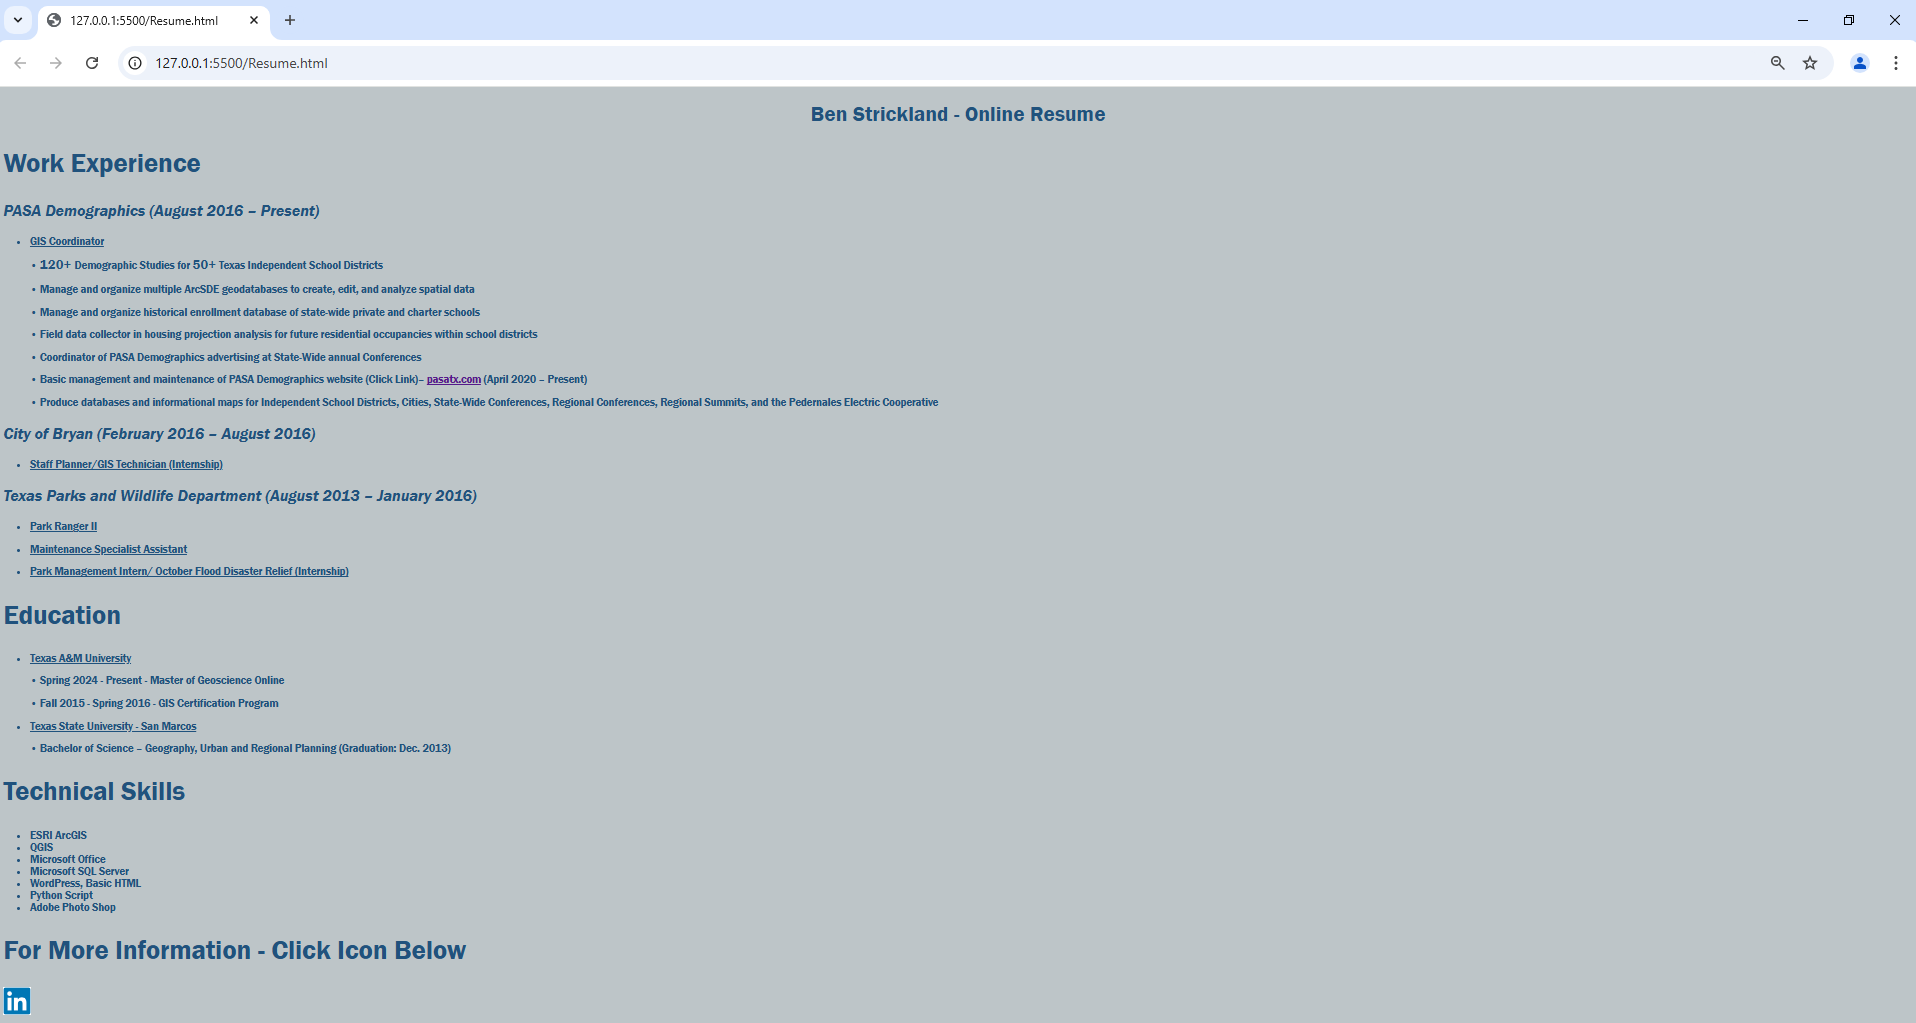 127.0.0.1:5500/Resume.html
127.0.0.1:5500/Resume.html
Ben Strickland - Online Resume
Work Experience
PASA Demographics (August 2016 – Present)
• GIS Coordinator
• 120+ Demographic Studies for 50+ Texas Independent School Districts
• Manage and organize multiple ArcSDE geodatabases to create, edit, and analyze spatial data
• Manage and organize historical enrollment database of state-wide private and charter schools
• Field data collector in housing projection analysis for future residential occupancies within school districts
• Coordinator of PASA Demographics advertising at State-Wide annual Conferences
• Basic management and maintenance of PASA Demographics website (Click Link)– pasatx.com (April 2020 – Present)
• Produce databases and informational maps for Independent School Districts, Cities, State-Wide Conferences, Regional Conferences, Regional Summits, and the Pedernales Electric Cooperative
City of Bryan (February 2016 – August 2016)
• Staff Planner/GIS Technician (Internship)
Texas Parks and Wildlife Department (August 2013 – January 2016)
• Park Ranger II
• Maintenance Specialist Assistant
• Park Management Intern/ October Flood Disaster Relief (Internship)
Education
• Texas A&M University
• Spring 2024 - Present - Master of Geoscience Online
• Fall 2015 - Spring 2016 - GIS Certification Program
• Texas State University - San Marcos
• Bachelor of Science – Geography, Urban and Regional Planning (Graduation: Dec. 2013)
Technical Skills
• ESRI ArcGIS
• QGIS
• Microsoft Office
• Microsoft SQL Server
• WordPress, Basic HTML
• Python Script
• Adobe Photo Shop
For More Information - Click Icon Below
in